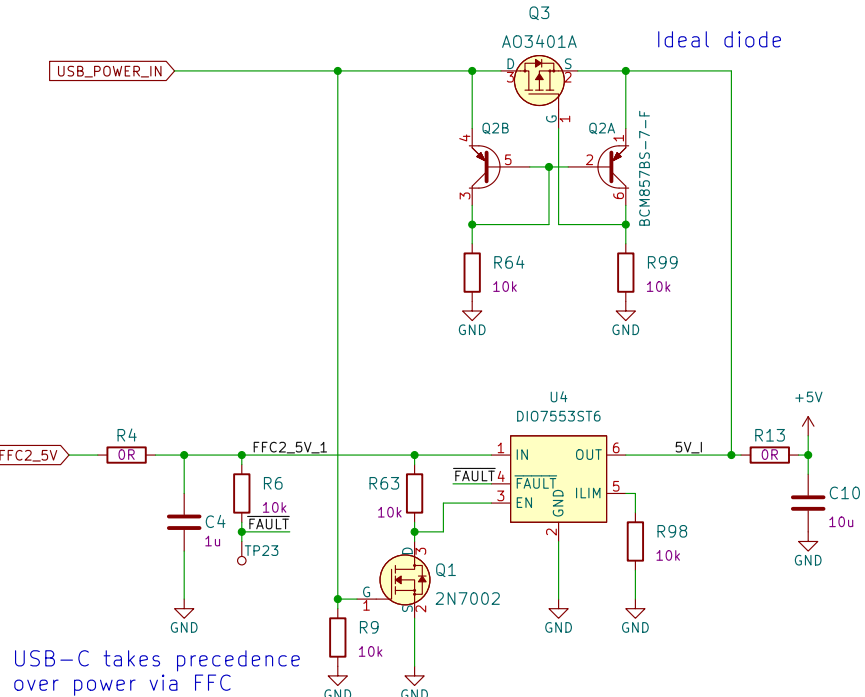 Q3
AO3401A
Ideal diode
USB_POWER_IN
D
S
3
2
G
1
Q2B
Q2A
4
1
5
2
3
6
BCM857BS-7-F
R64
10k
R99
10k
GND
GND
U4
DIO7553ST6
+5V
FFC2_5V
R4
0R
FFC2_5V_1
1
IN
OUT
6
5V_I
R13
0R
FAULT
4
FAULT
3
EN
ILIM
5
GND
2
R6
10k
FAULT
TP23
R63
10k
C4
1u
C10
10u
R98
10k
GND
D
3
Q1
2N7002
G
1
S
2
R9
10k
GND
GND
GND
USB-C takes precedence
over power via FFC
GND
GND